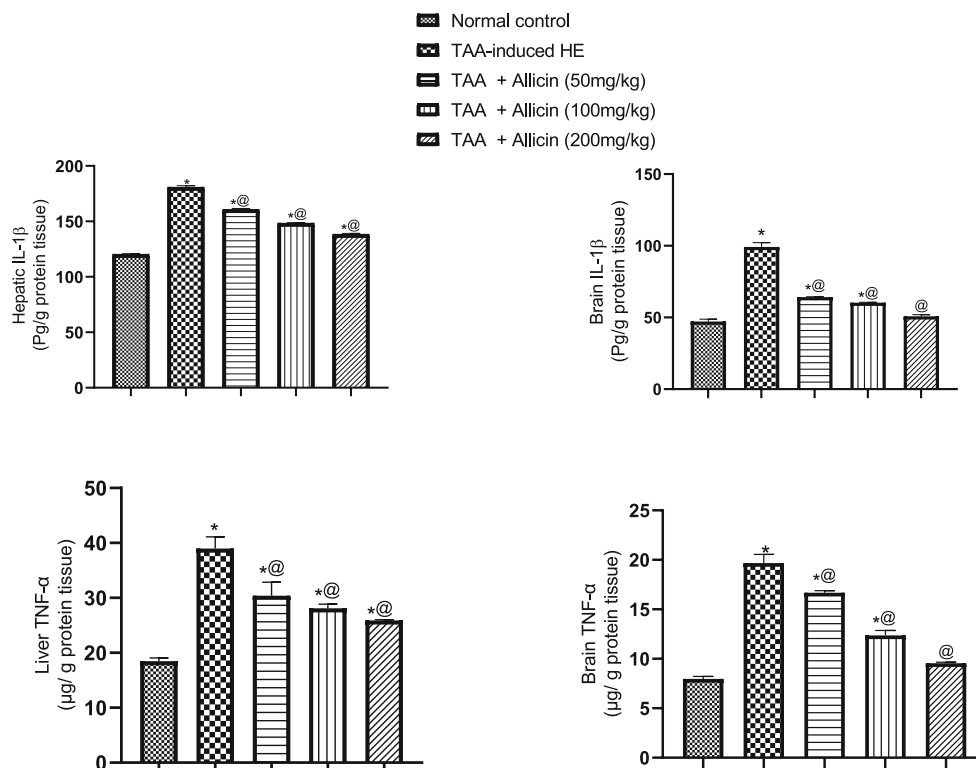 Normal control
TAA-induced HE
TAA + Allicin (50mg/kg)
TAA + Allicin (100mg/kg)
TAA + Allicin (200mg/kg)
Hepatic IL-1β
(Pg/g protein tissue)
200
150
100
50
0
*
*@
*@
*@
Brain IL-1β
(Pg/g protein tissue)
150
100
50
0
*
*@
*@
@
Liver TNF-α
(µg/ g protein tissue)
50
40
30
20
10
0
*
*@
*@
*@
Brain TNF-α
(µg/ g protein tissue)
25
20
15
10
5
0
*
*@
*@
@